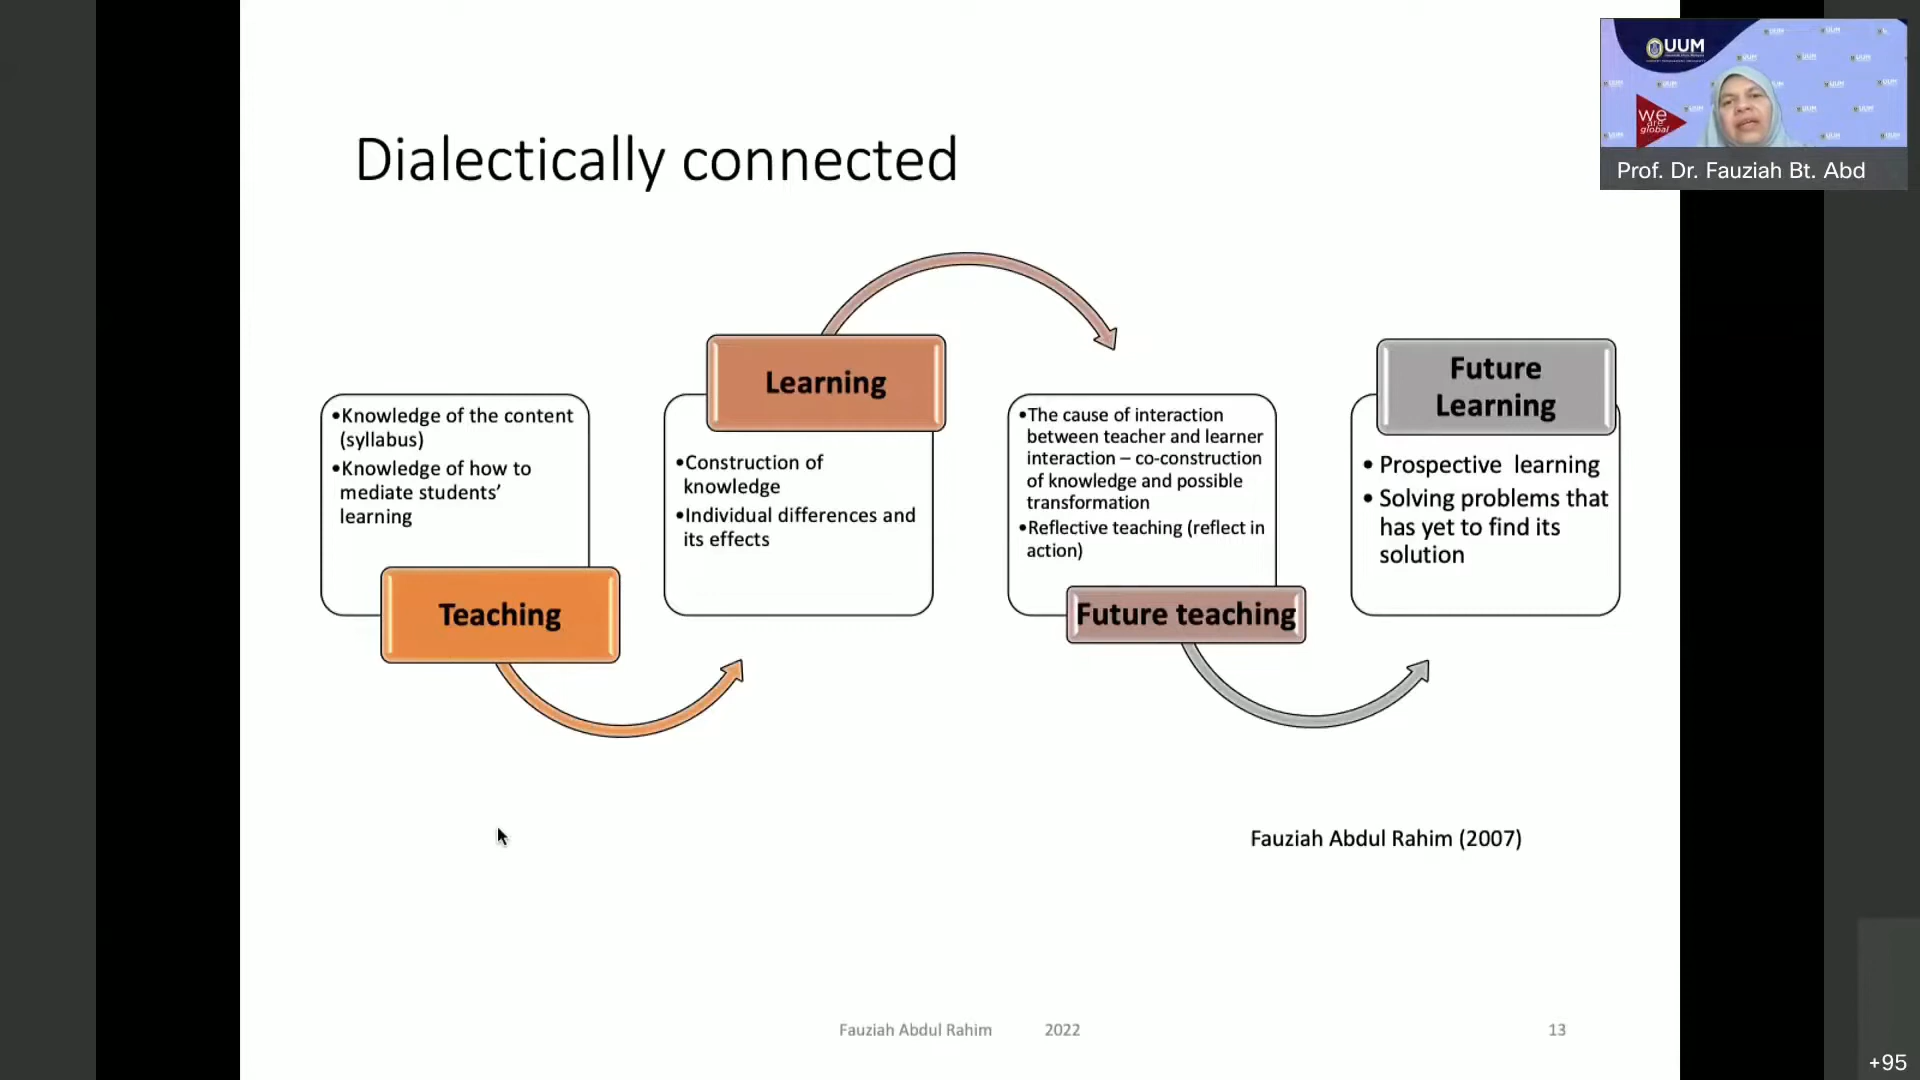 UUM
we
are
global
Prof. Dr. Fauziah Bt. Abd
Dialectically connected
•Knowledge of the content
(syllabus)
•Knowledge of how to
mediate students’
learning
Teaching
Learning
•Construction of
knowledge
•Individual differences and
its effects
•The cause of interaction
between teacher and learner
interaction – co-construction
of knowledge and possible
transformation
•Reflective teaching (reflect in
action)
Future teaching
Future
Learning
• Prospective learning
• Solving problems that
has yet to find its
solution
Fauziah Abdul Rahim (2007)
Fauziah Abdul Rahim 2022 13
+95